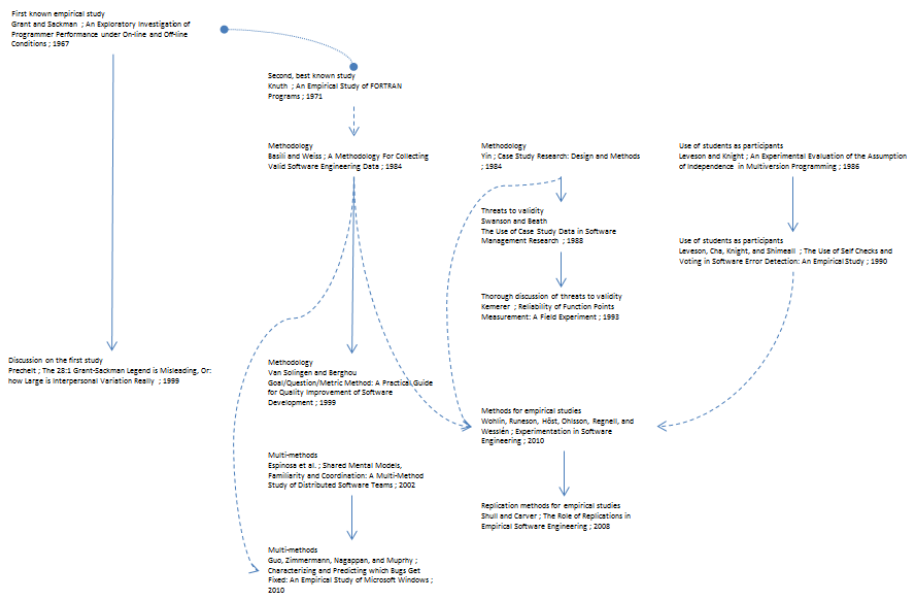 First known empirical study
Grant and Sackman ; An Exploratory Investigation of
Programmer Performance under On-line and Off-line
Conditions ; 1967
Second, best known study
Knuth ; An Empirical Study of FORTRAN
Programs ; 1971
Methodology
Basili and Weiss ; A Methodology For Collecting
Valid Software Engineering Data ; 1984
Methodology
Yin ; Case Study Research: Design and Methods
; 1984
Use of students as participants
Leveson and Knight ; An Experimental Evaluation of the Assumption
of Independence in Multiversion Programming ; 1986
Threats to validity
Swanson and Beath
The Use of Case Study Data in Software
Management Research ; 1988
Use of students as participants
Leveson, Cha, Knight, and Shimeall ; The Use of Self Checks and
Voting in Software Error Detection: An Empirical Study ; 1990
Thorough discussion of threats to validity
Kemerer ; Reliability of Function Points
Measurement: A Field Experiment ; 1993
Discussion on the first study
Prechelt ; The 28:1 Grant-Sackman Legend is Misleading, Or:
how Large is Interpersonal Variation Really ; 1999
Methodology
Van Solingen and Berghou
Goal/Question/Metric Method: A Practical Guide
for Quality Improvement of Software
Development ; 1999
Methods for empirical studies
Wohlin, Runeson, Höst, Ohlsson, Regnell, and
Wesslén ; Experimentation in Software
Engineering ; 2010
Multi-methods
Espinosa et al. ; Shared Mental Models,
Familiarity and Coordination: A Multi-Method
Study of Distributed Software Teams ; 2002
Replication methods for empirical studies
Shull and Carver ; The Role of Replications in
Empirical Software Engineering ; 2008
Multi-methods
Guo, Zimmermann, Nagappan, and Muprhy ;
Characterizing and Predicting which Bugs Get
Fixed: An Empirical Study of Microsoft Windows ;
2010